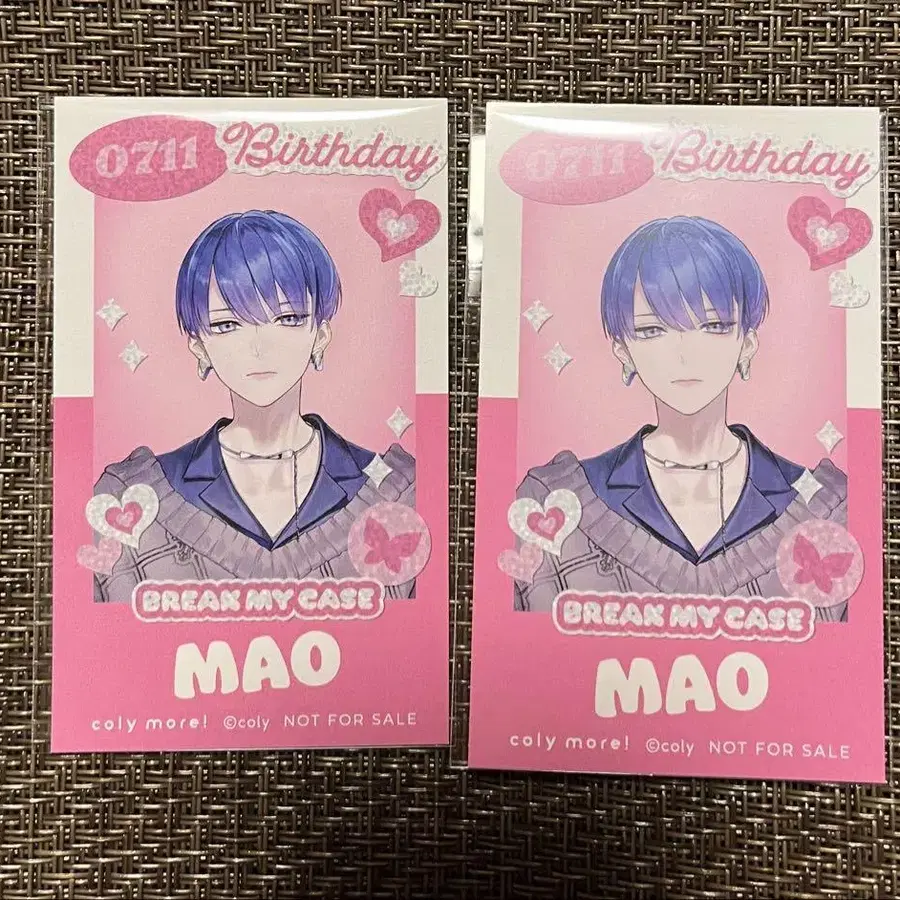 0711 Birthday
BREAK MY CASE
MAO
coly more! ©coly NOT FOR SALE
0711 Birthday
BREAK MY CASE
MAO
coly more! ©coly NOT FOR SALE